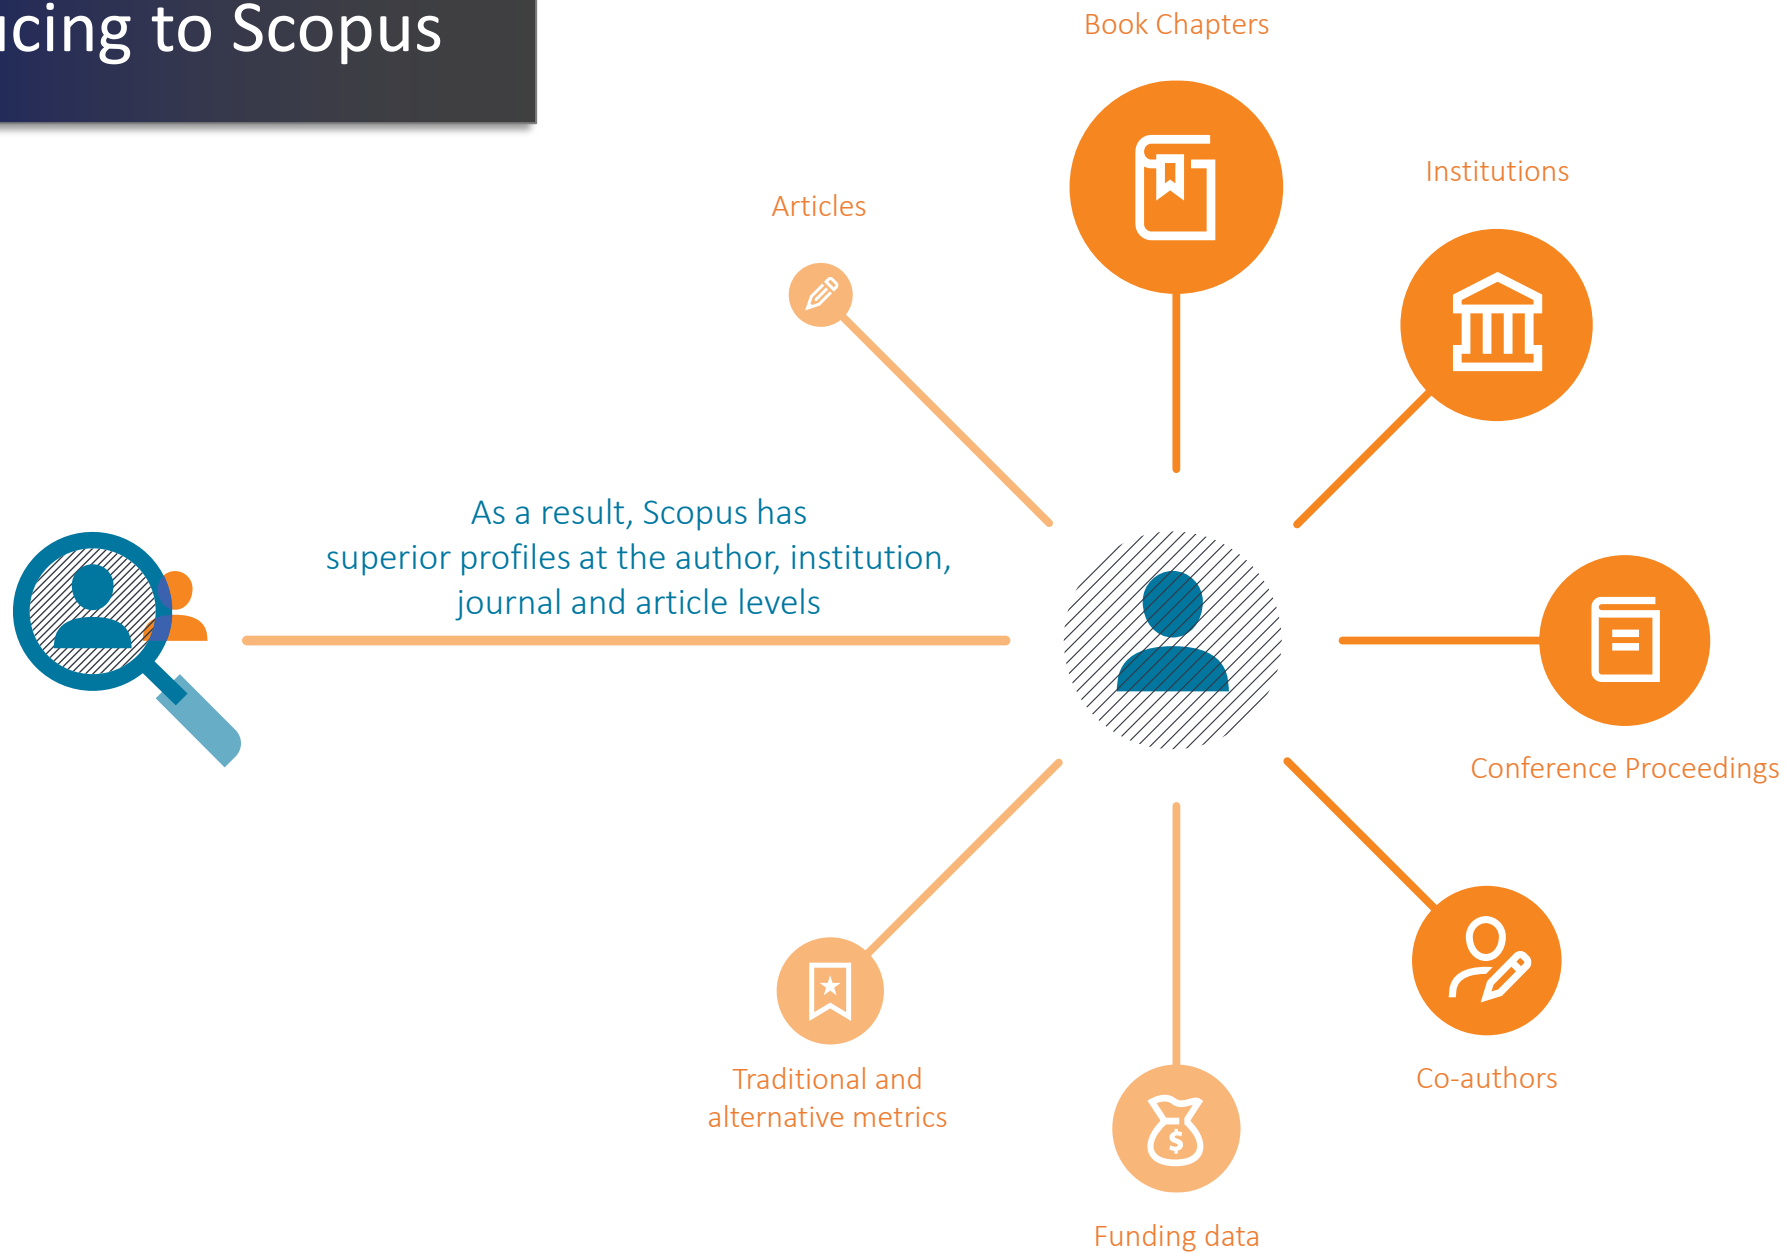 ucing to Scopus
Book Chapters
Institutions
Articles
As a result, Scopus has
superior profiles at the author, institution,
journal and article levels
Conference Proceedings
Traditional and
alternative metrics
Co-authors
$
Funding data